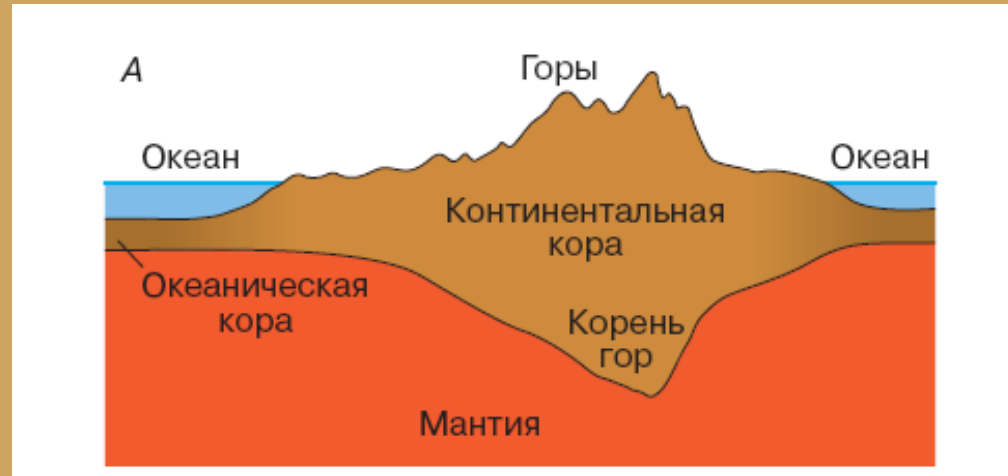 А
Горы
Океан
Океан
Континентальная
кора
Океаническая
кора
Корень
гор
Мантия